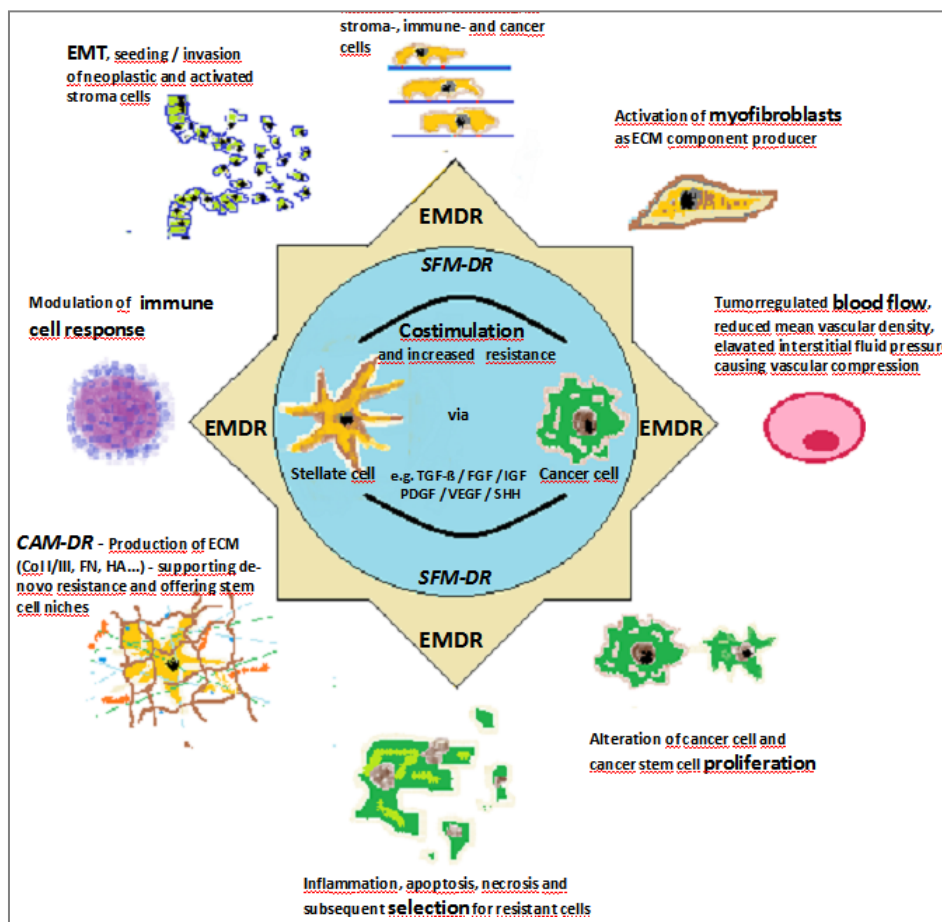 stroma-, immune- and cancer
cells
EMT, seeding / invasion
of neoplastic and activated
stroma cells
Activation of myofibroblasts
as ECM component producer
EMDR
SFM-DR
Modulation of immune
cell response
Costimulation
and increased resistance
Tumorregulated blood flow,
reduced mean vascular density,
elavated interstitial fluid pressur
causing vascular compression
EMDR
via
EMDR
Stellate cell
e.g. TGF-ß / FGF / IGF
PDGF / VEGF / SHH
Cancer cell
CAM-DR - Production of ECM
(Col I/III, FN, HA...) - supporting de-
novo resistance and offering stem
cell niches
SFM-DR
EMDR
Alteration of cancer cell and
cancer stem cell proliferation
Inflammation, apoptosis, necrosis and
subsequent selection for resistant cells